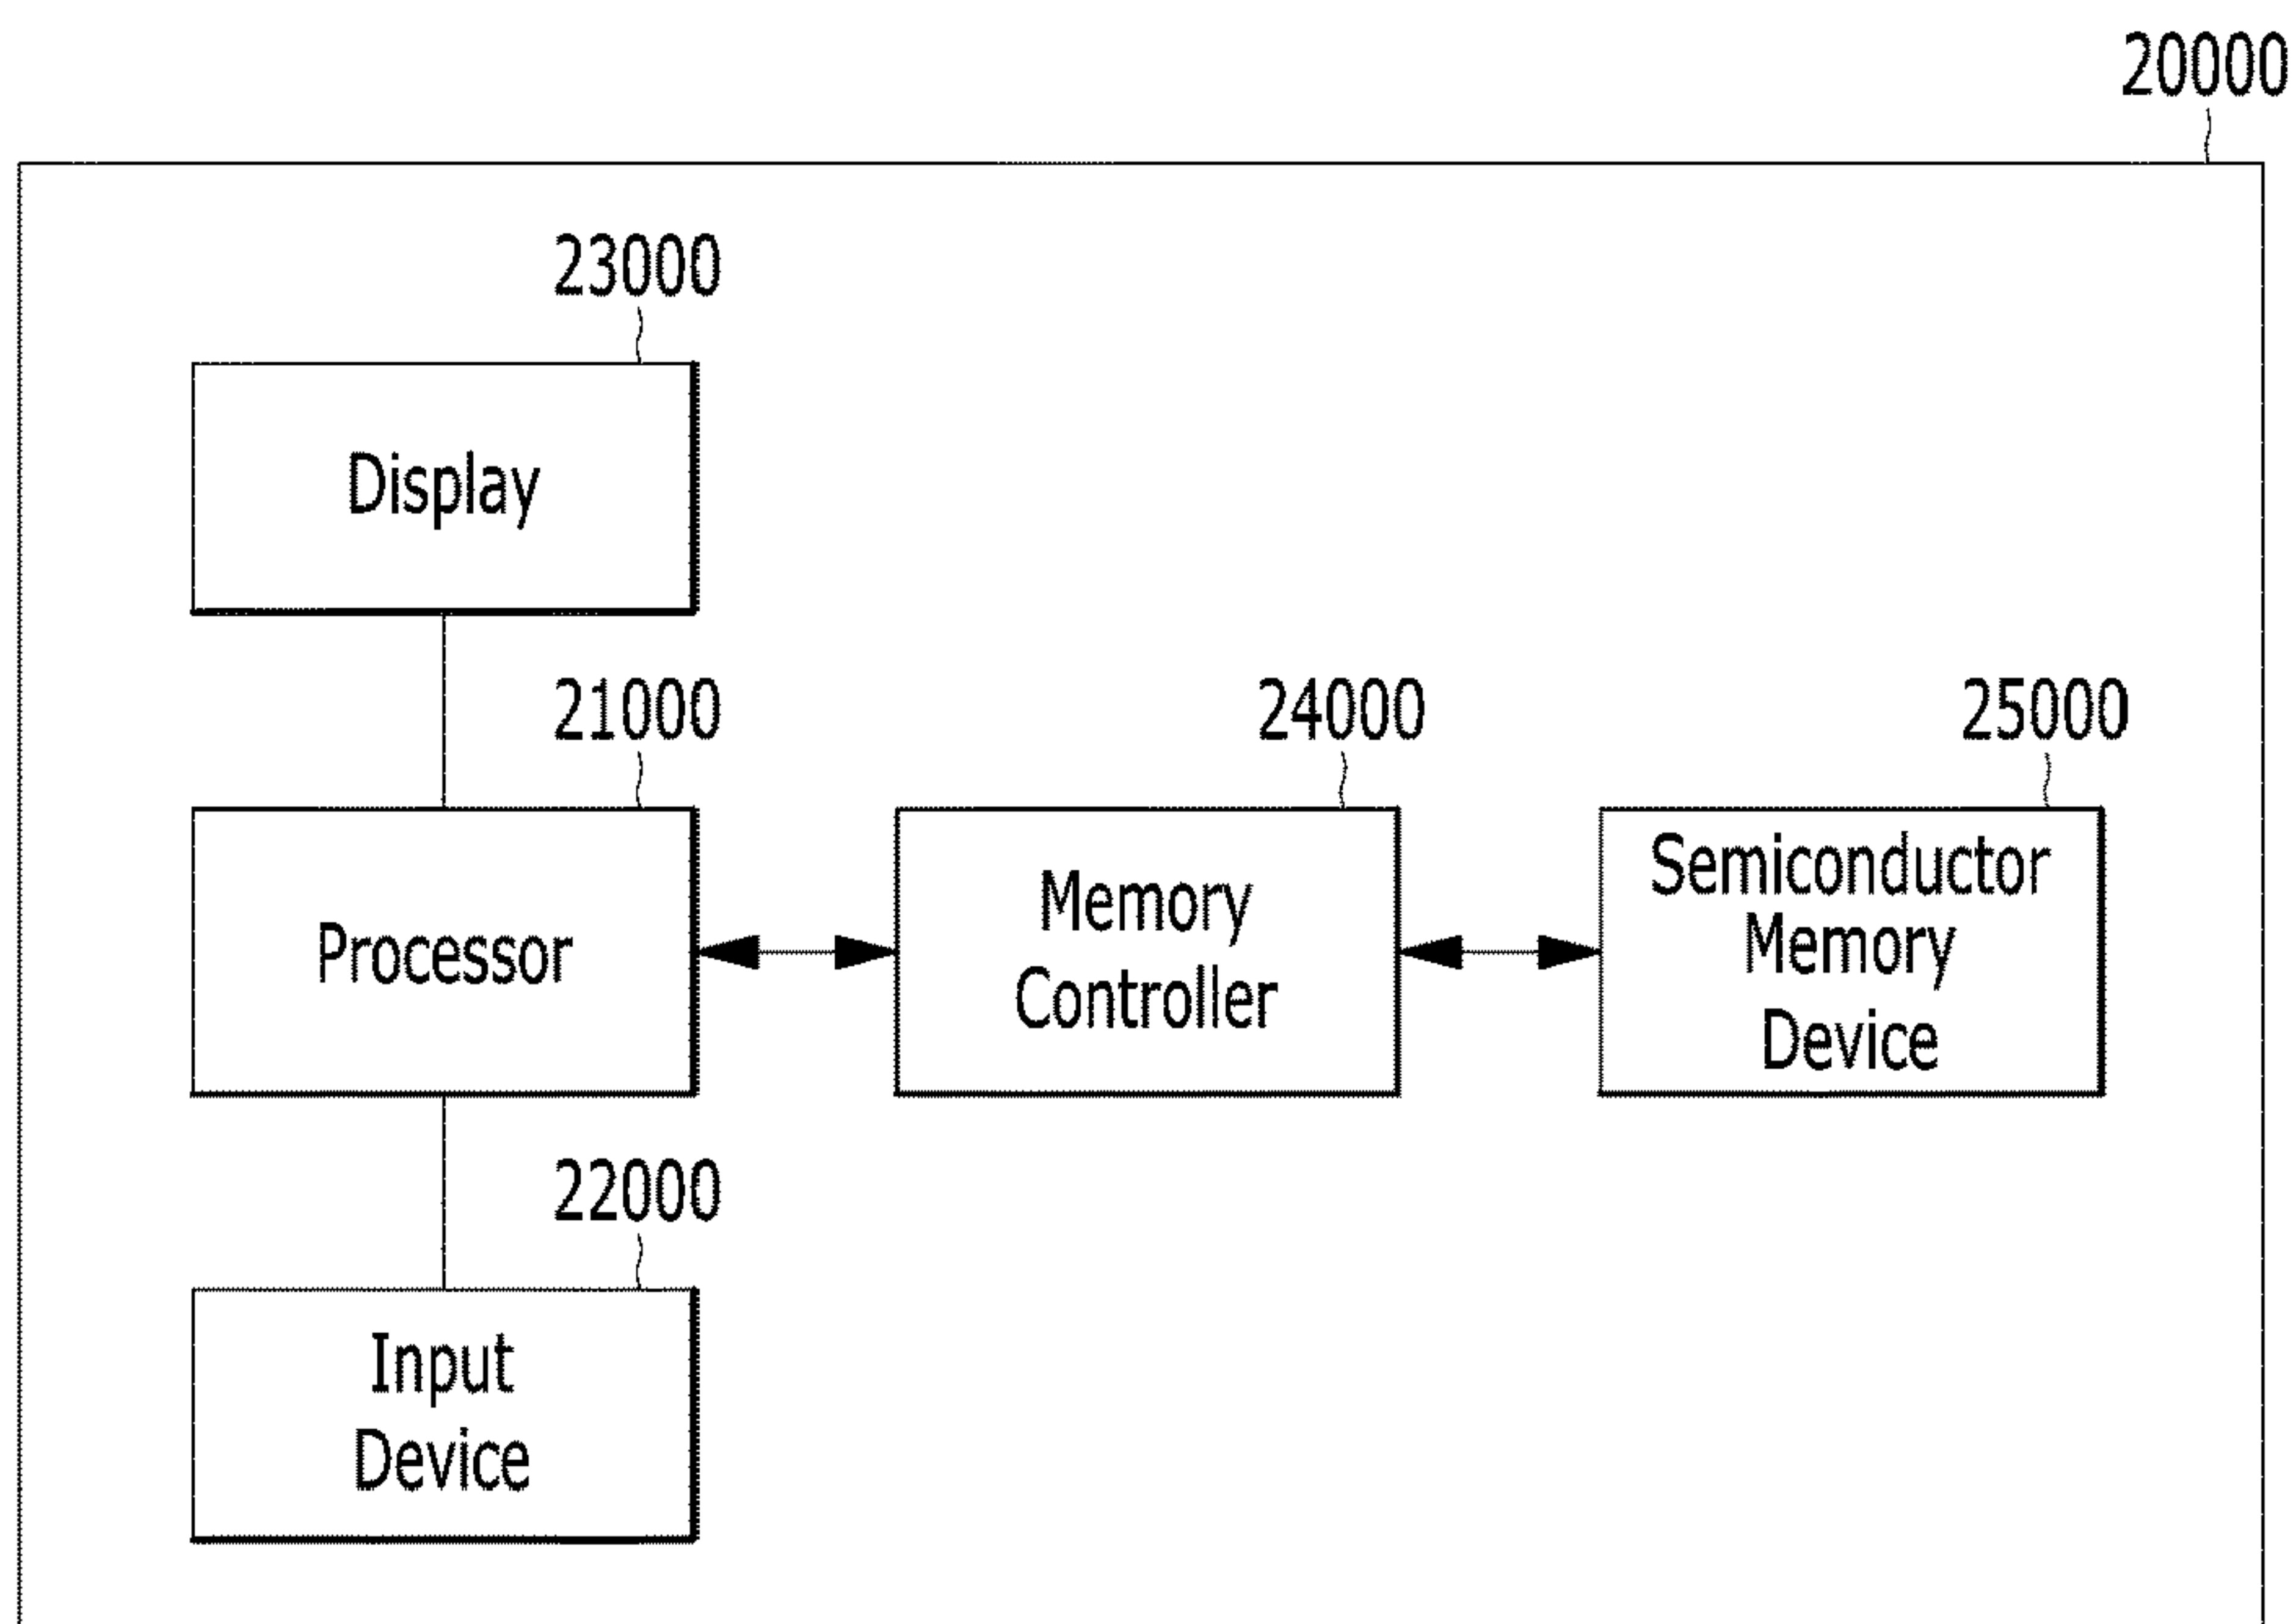 20000
23000
Display
21000
24000
25000
Processor
Memory
Controller
Semiconductor
Memory
Device
22000
Input
Device